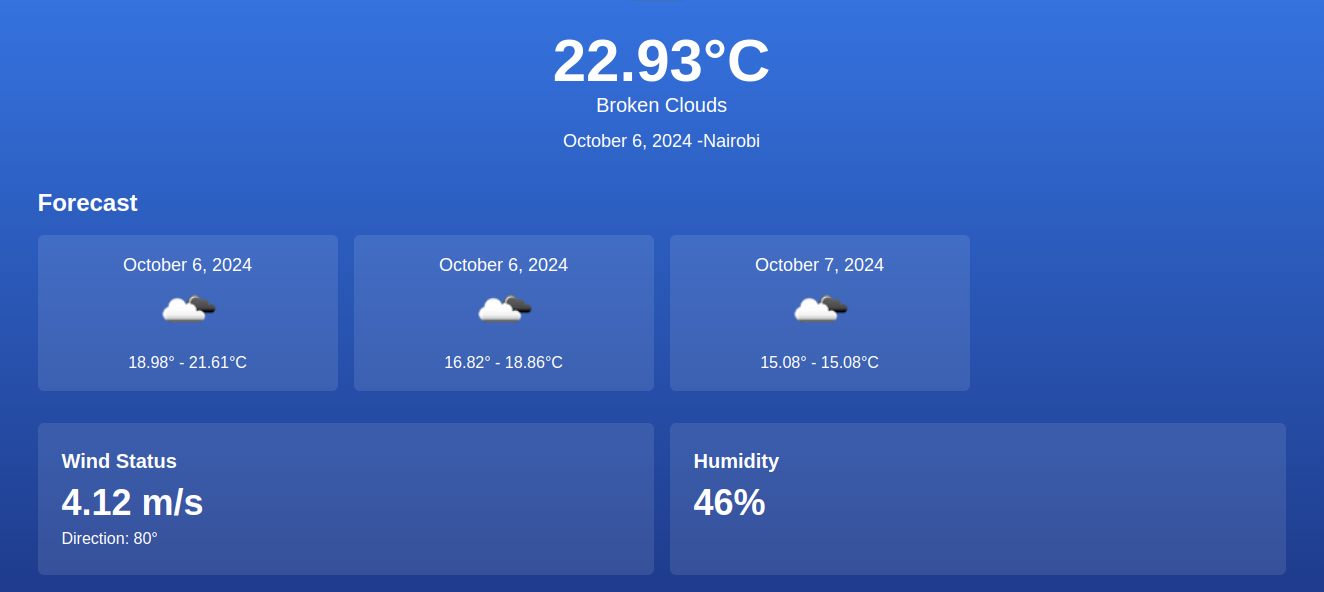 22.93°C
Broken Clouds
October 6, 2024 -Nairobi
Forecast
October 6, 2024
18.98° - 21.61°C
October 6, 2024
16.82° - 18.86°C
October 7, 2024
15.08° - 15.08°C
Wind Status
4.12 m/s
Direction: 80°
Humidity
46%